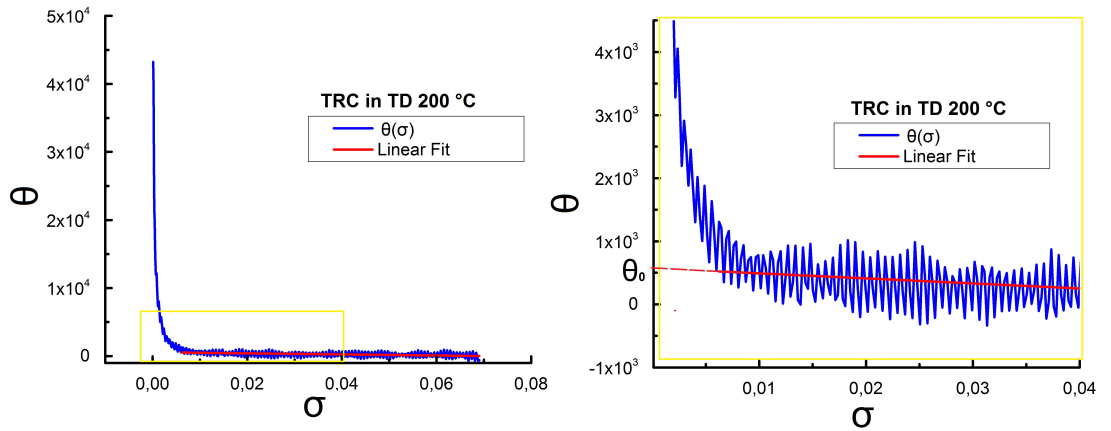 5x10⁴
4x10⁴
3x10⁴
2x10⁴
1x10⁴
0
θ
TRC in TD 200 °C
θ(σ)
Linear Fit
0,00 0,02 0,04 0,06 0,08
σ
4x10³
3x10³
2x10³
1x10³
θ₀
0
-1x10³
θ
TRC in TD 200 °C
θ(σ)
Linear Fit
0,01 0,02 0,03 0,04
σ